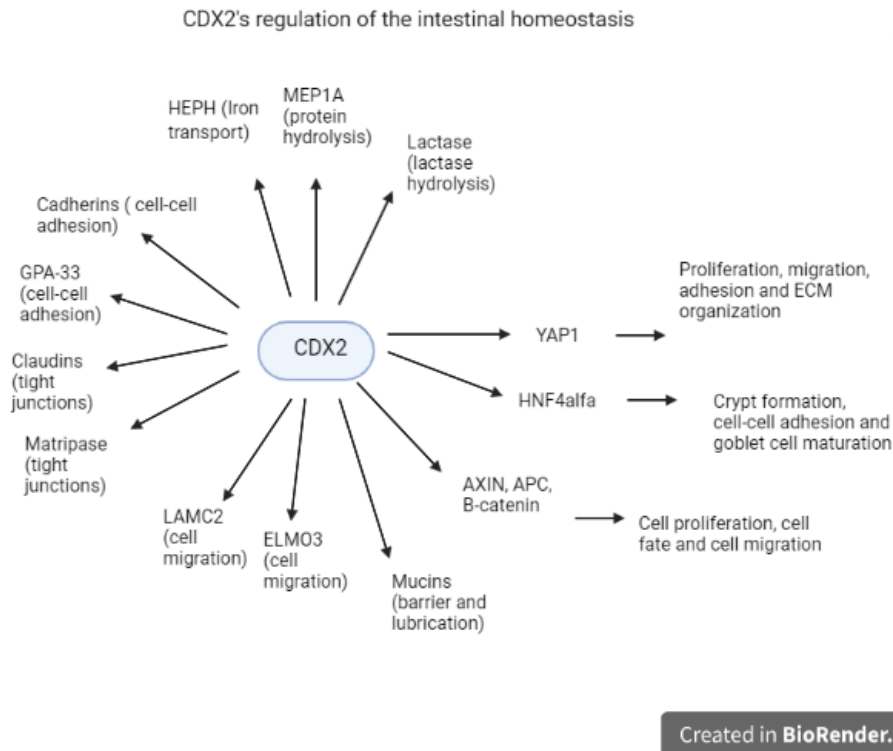 CDX2's regulation of the intestinal homeostasis
HEPH (Iron
transport)
MEP1A
(protein
hydrolysis)
Lactase
(lactase
hydrolysis)
Cadherins ( cell-cell
adhesion)
GPA-33
(cell-cell
adhesion)
Claudins
(tight
junctions)
Matripase
(tight
junctions)
CDX2
YAP1
Proliferation, migration,
adhesion and ECM
organization
HNF4alfa
Crypt formation,
cell-cell adhesion and
goblet cell maturation
AXIN, APC,
B-catenin
Cell proliferation, cell
fate and cell migration
LAMC2
(cell
migration)
ELMO3
(cell
migration)
Mucins
(barrier and
lubrication)
Created in BioRender.